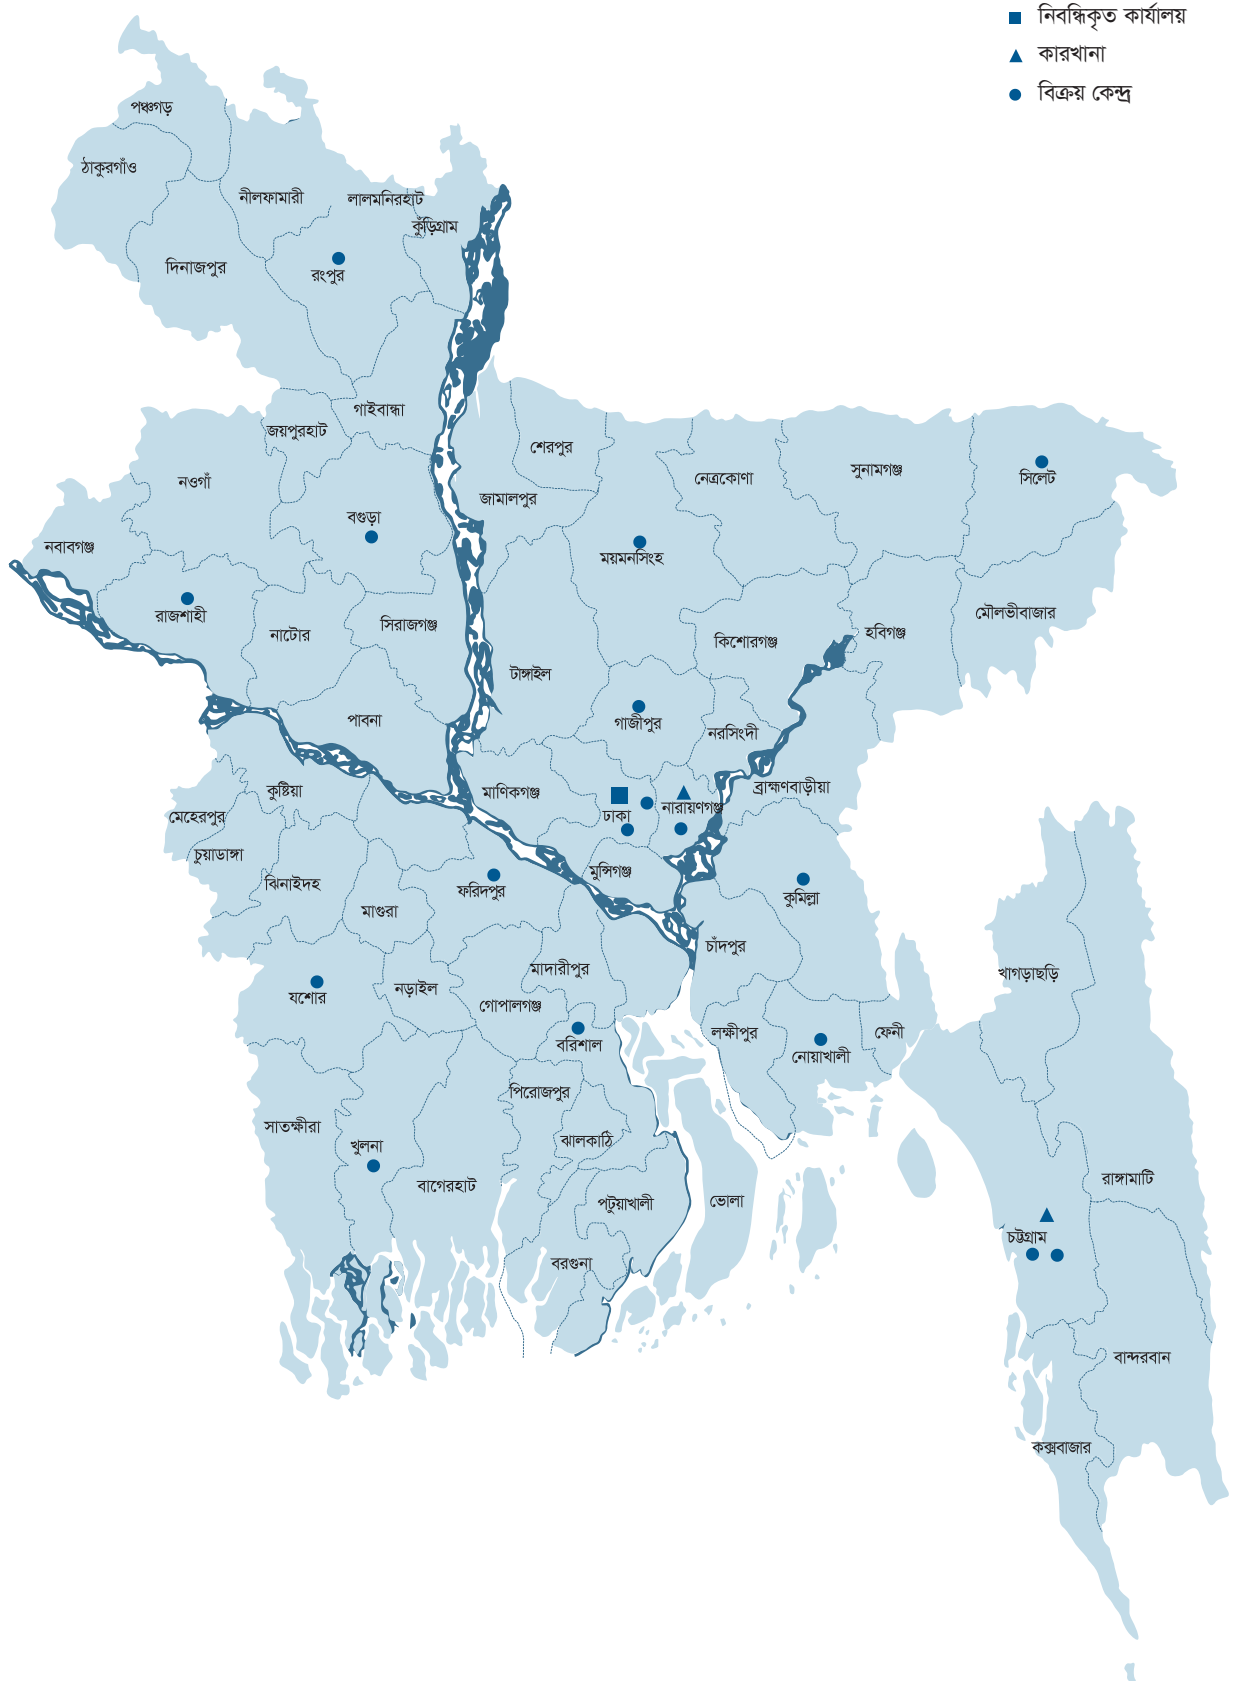 নিবন্ধিকৃত কার্যালয়
কারখানা
বিক্রয় কেন্দ্র
পঞ্চগড়
ঠাকুরগাঁও
নীলফামারী
লালমনিরহাট
কুঁড়িগ্রাম
দিনাজপুর
রংপুর
গাইবান্ধা
জয়পুরহাট
শেরপুর
নওগাঁ
নেত্রকোণা
সুনামগঞ্জ
সিলেট
জামালপুর
বগুড়া
নবাবগঞ্জ
ময়মনসিংহ
রাজশাহী
নাটোর
সিরাজগঞ্জ
কিশোরগঞ্জ
হবিগঞ্জ
মৌলভীবাজার
টাঙ্গাইল
পাবনা
গাজীপুর
নরসিংদী
কুষ্টিয়া
মাণিকগঞ্জ
ব্রাহ্মণবাড়ীয়া
মেহেরপুর
ঢাকা
নারায়ণগঞ্জ
চুয়াডাঙ্গা
ঝিনাইদহ
মুন্সিগঞ্জ
ফরিদপুর
কুমিল্লা
মাগুরা
চাঁদপুর
মাদারীপুর
খাগড়াছড়ি
যশোর
নড়াইল
গোপালগঞ্জ
লক্ষীপুর
ফেনী
বরিশাল
নোয়াখালী
পিরোজপুর
সাতক্ষীরা
খুলনা
ঝালকাঠি
বাগেরহাট
পটুয়াখালী
ভোলা
রাঙ্গামাটি
চট্টগ্রাম
বরগুনা
বান্দরবান
কক্সবাজার